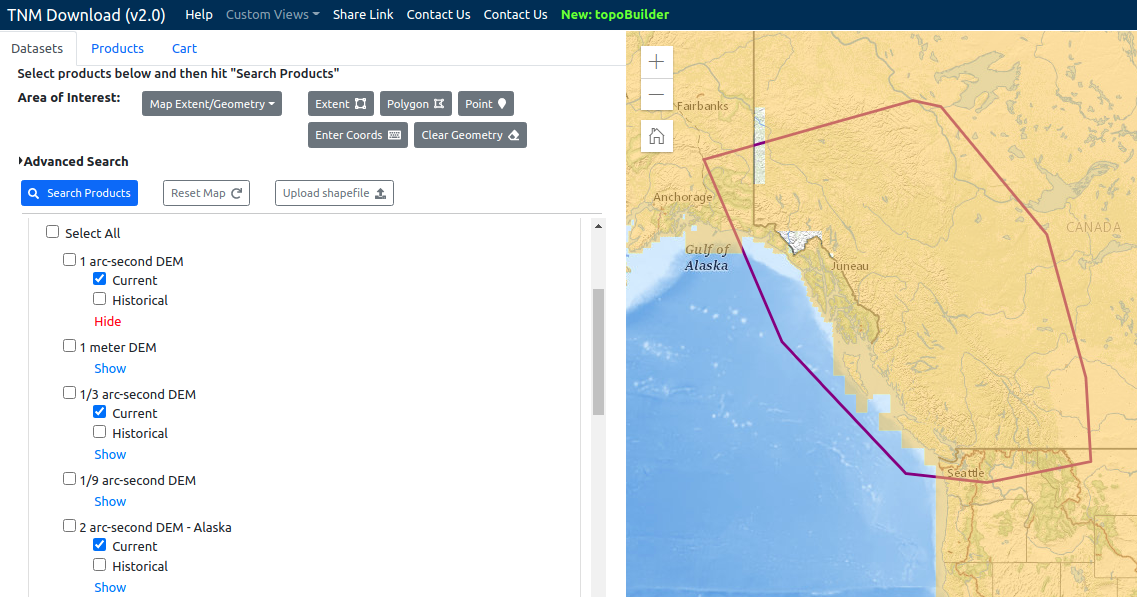 TNM Download (v2.0) Help Custom Views Share Link Contact Us Contact Us New: topoBuilder
Datasets Products Cart
Select products below and then hit "Search Products"
Area of Interest: Map Extent/Geometry Extent Polygon Point
Enter Coords Clear Geometry
Advanced Search
Search Products Reset Map Upload shapefile
Select All
1 arc-second DEM
Current
Historical
Hide
1 meter DEM
Show
1/3 arc-second DEM
Current
Historical
Show
1/9 arc-second DEM
Show
2 arc-second DEM - Alaska
Current
Historical
Show
Fairbanks
Anchorage
CANADA
Gulf of
Alaska
Juneau
Seattle